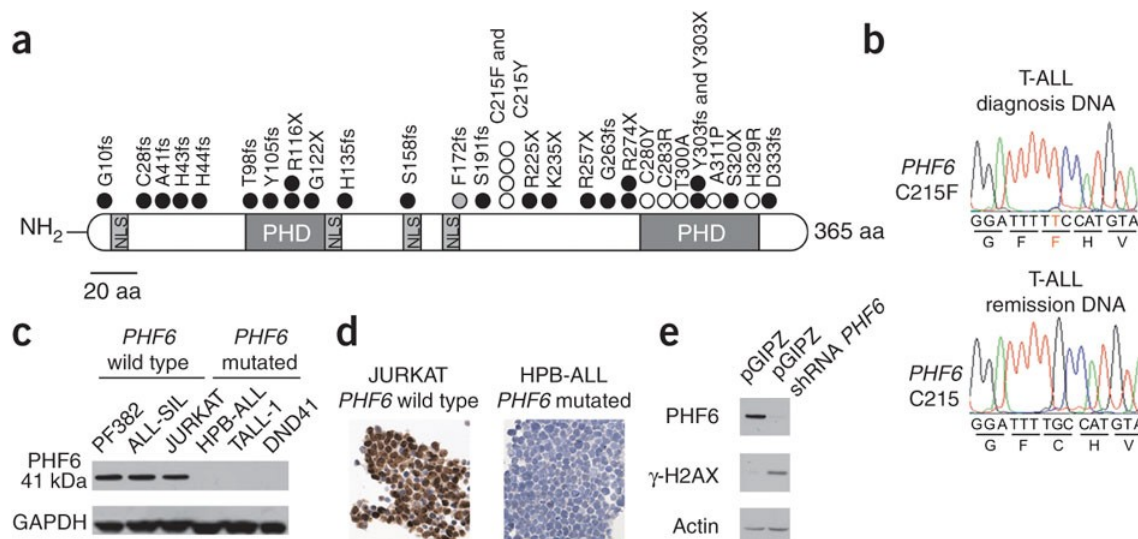 a
G10fs
C28fs
A41fs
H43fs
H44fs
T98fs
Y105fs
R116X
G122X
H135fs
S158fs
F172fs
S191fs
C215F and
C215Y
R225X
K235X
R257X
G263fs
R274X
C280Y
C283R
T300A
Y303fs and Y303X
A311P
S320X
H329R
D333fs
NH2
NLS
PHD
NLS
NLS
NLS
PHD
365 aa
20 aa
b
T-ALL
diagnosis DNA
PHF6
C215F
GGA TTT TTC CAT GTA
G F F H V
T-ALL
remission DNA
PHF6
C215
GGA TTT TGC CAT GTA
G F C H V
c
PHF6
wild type
PHF6
mutated
PF382
ALL-SIL
JURKAT
HPB-ALL
TALL-1
DND41
PHF6
41 kDa
GAPDH
d
JURKAT
PHF6 wild type
HPB-ALL
PHF6 mutated
e
pGIPZ
pGIPZ
shRNA PHF6
PHF6
γ-H2AX
Actin